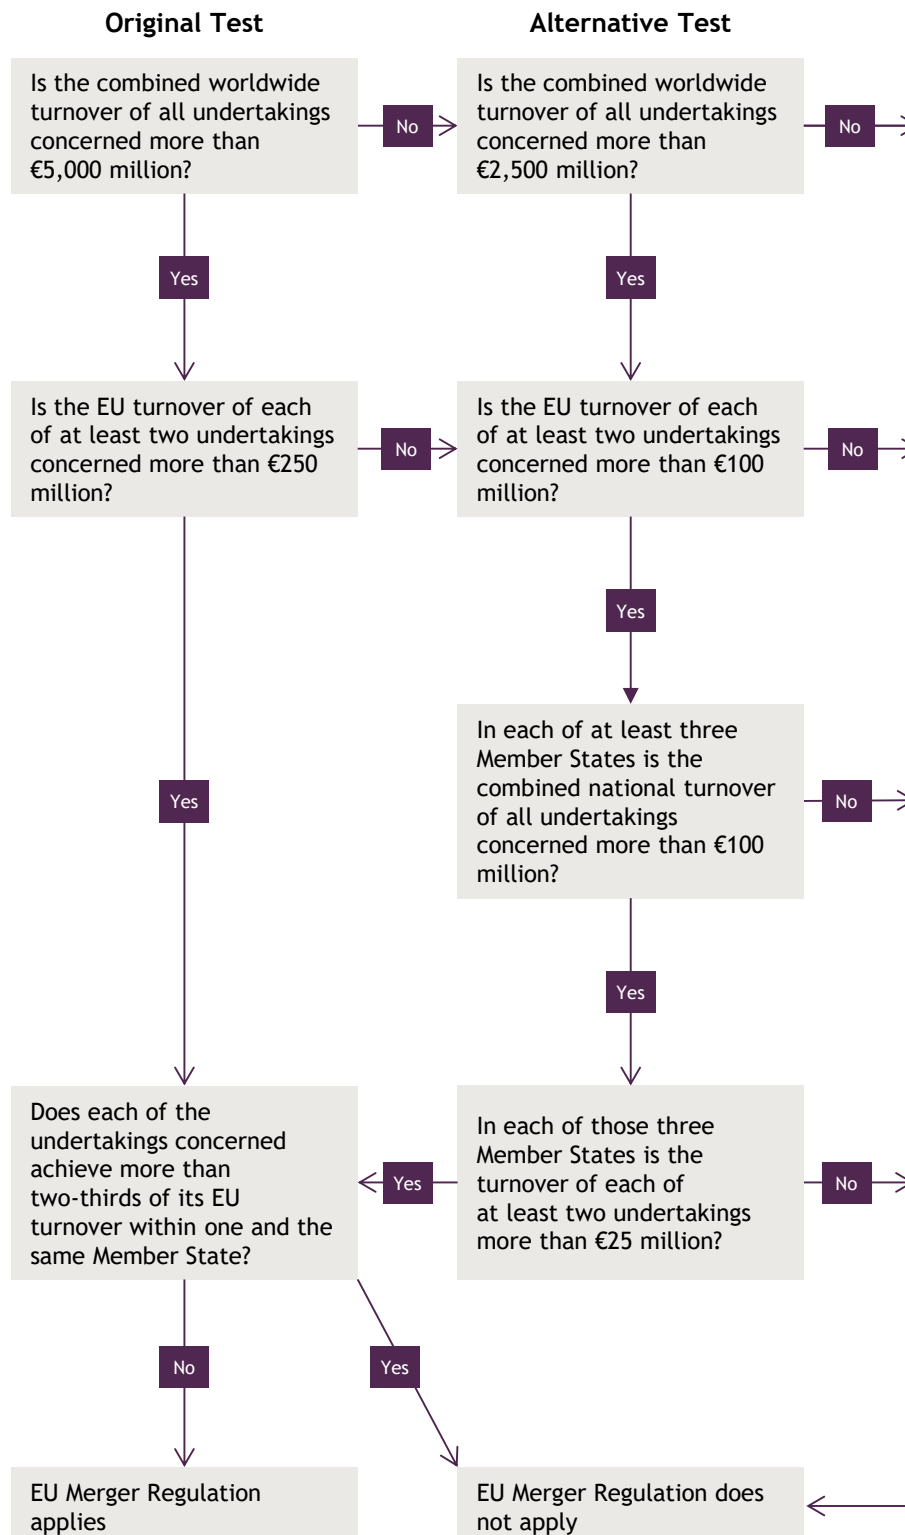 Original Test
Alternative Test
Is the combined worldwide
turnover of all undertakings
concerned more than
€5,000 million?
No
Is the combined worldwide
turnover of all undertakings
concerned more than
€2,500 million?
No
Yes
Yes
Is the EU turnover of each
of at least two undertakings
concerned more than €250
million?
No
Is the EU turnover of each
of at least two undertakings
concerned more than €100
million?
No
Yes
In each of at least three
Member States is the
combined national turnover
of all undertakings
concerned more than €100
million?
No
Yes
Yes
Does each of the
undertakings concerned
achieve more than
two-thirds of its EU
turnover within one and the
same Member State?
Yes
In each of those three
Member States is the
turnover of each of
at least two undertakings
more than €25 million?
No
No
Yes
EU Merger Regulation
applies
EU Merger Regulation does
not apply